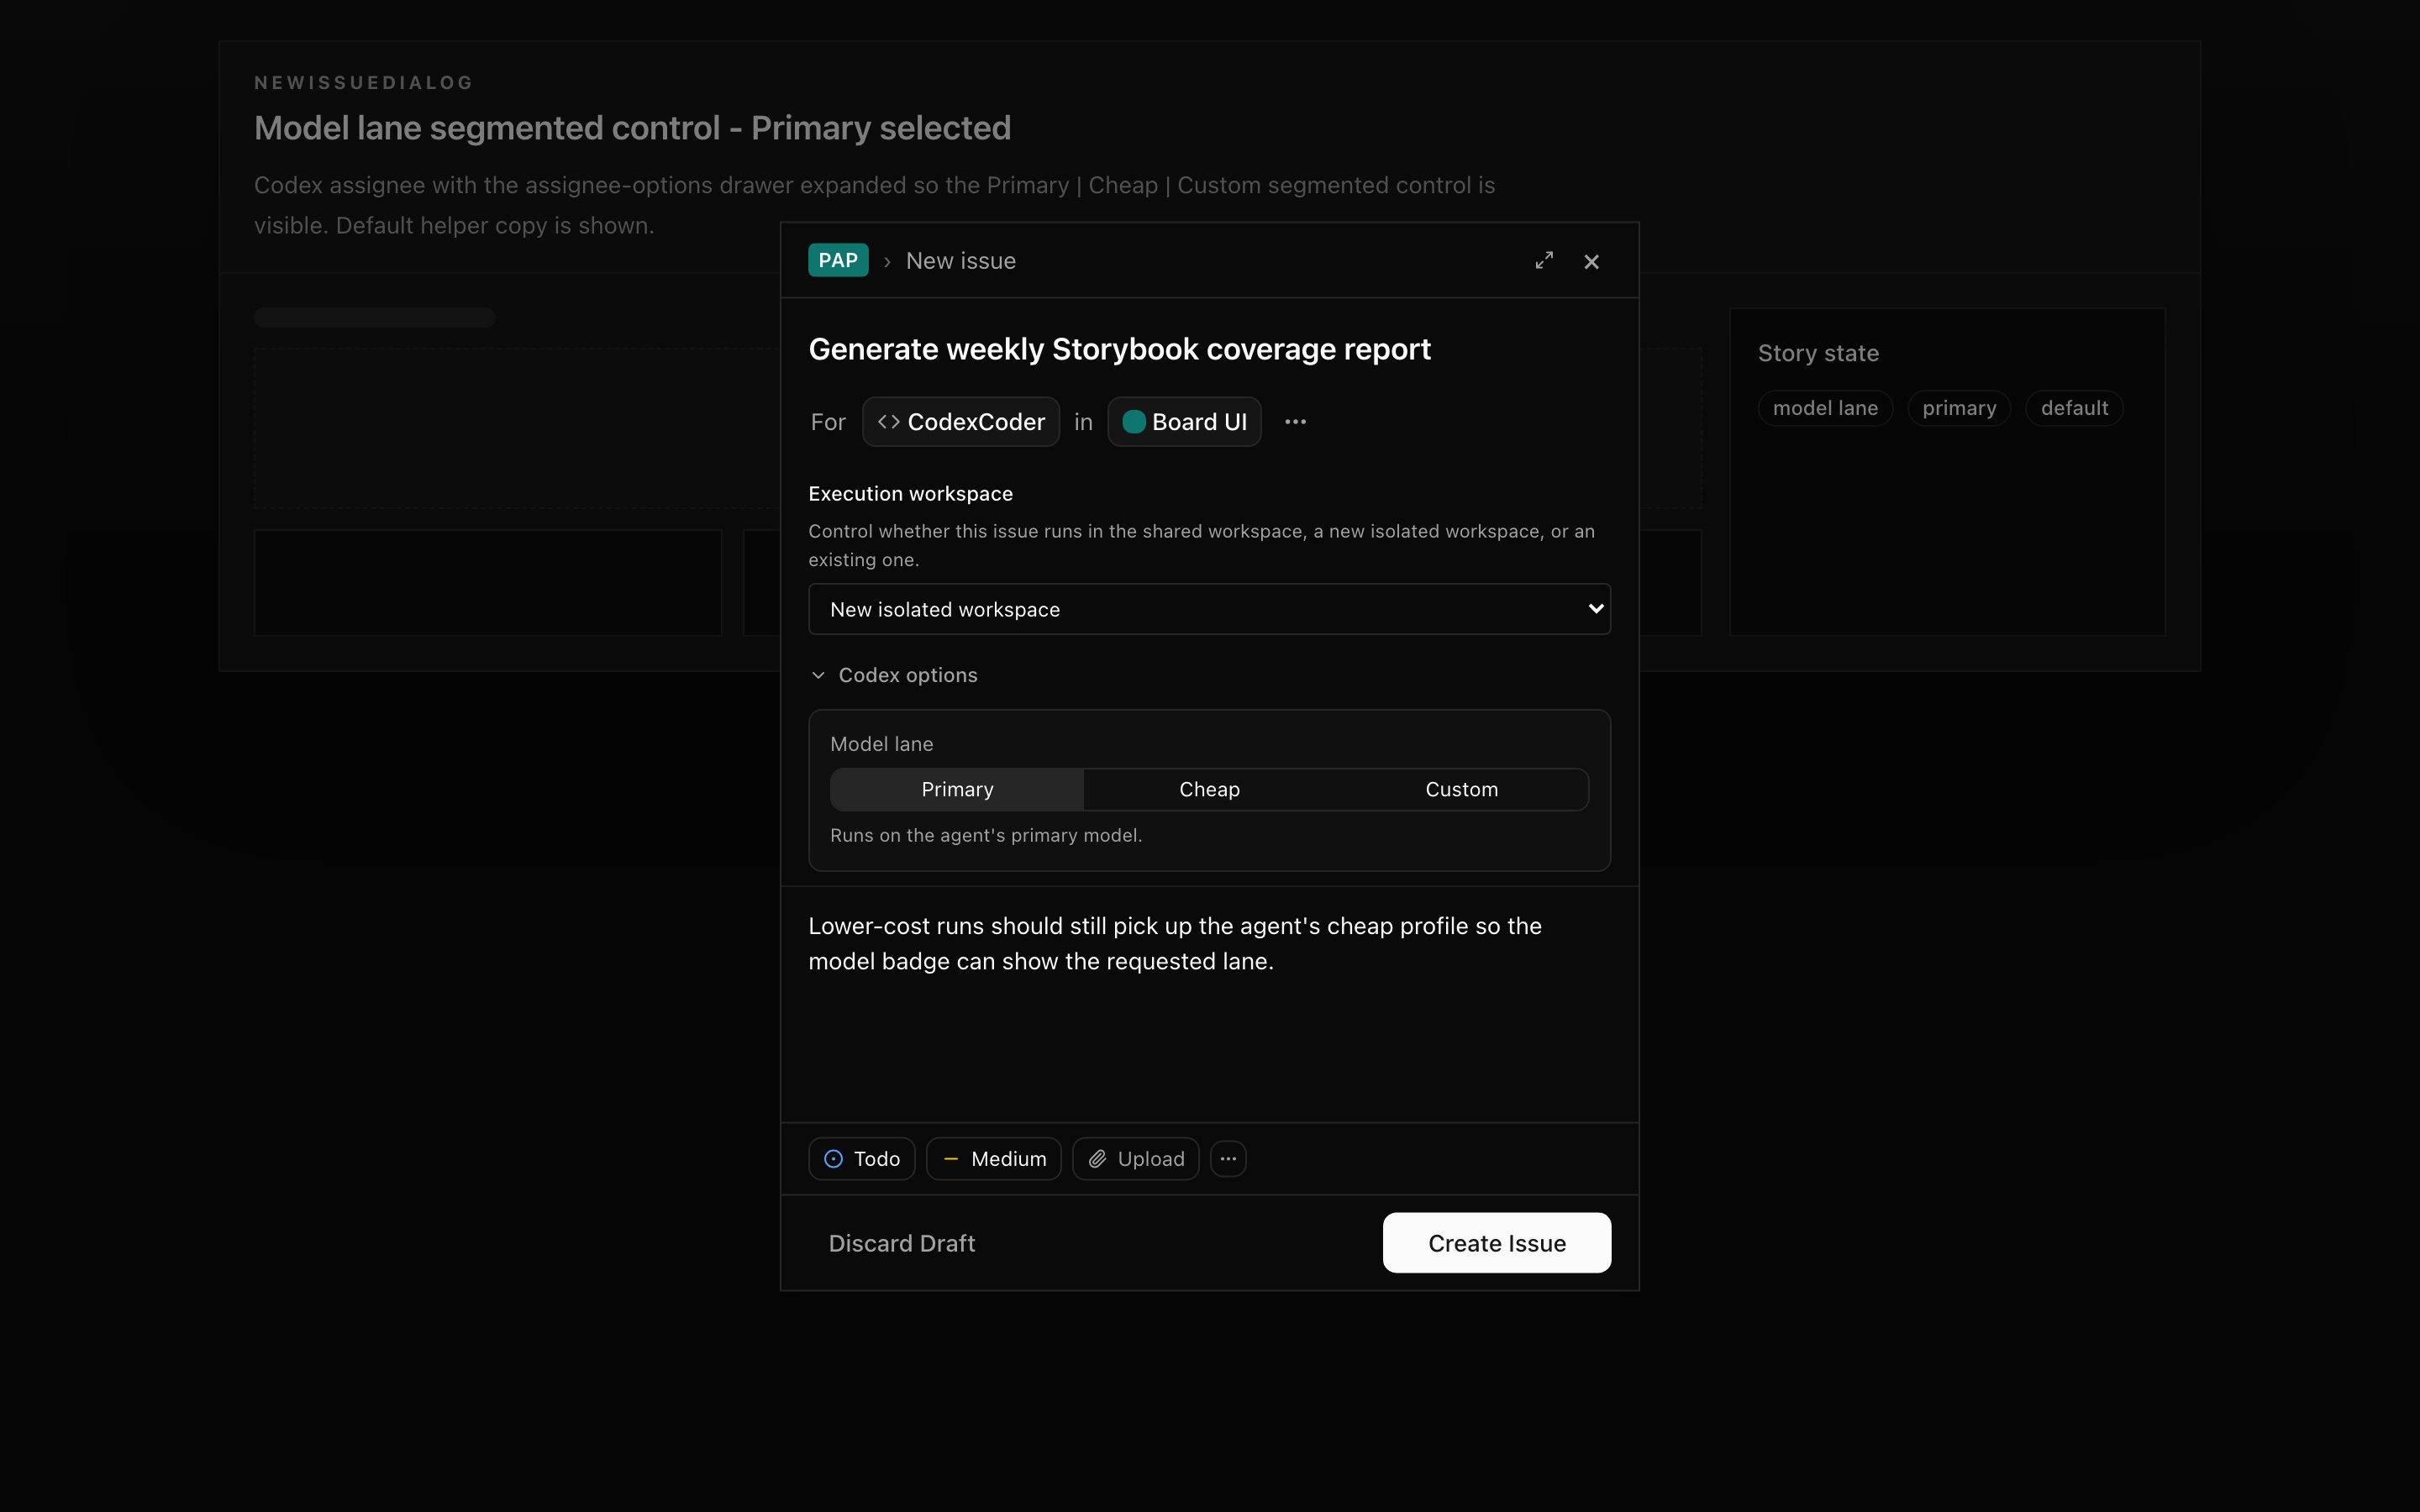 NEWISSUEDIALOG
Model lane segmented control - Primary selected
Codex assignee with the assignee-options drawer expanded so the Primary | Cheap | Custom segmented control is
visible. Default helper copy is shown.
Story state
model lane primary default
PAP › New issue
Generate weekly Storybook coverage report
For CodexCoder in Board UI
Execution workspace
Control whether this issue runs in the shared workspace, a new isolated workspace, or an
existing one.
New isolated workspace
Codex options
Model lane
Primary Cheap Custom
Runs on the agent's primary model.
Lower-cost runs should still pick up the agent's cheap profile so the
model badge can show the requested lane.
Todo Medium Upload
Discard Draft Create Issue